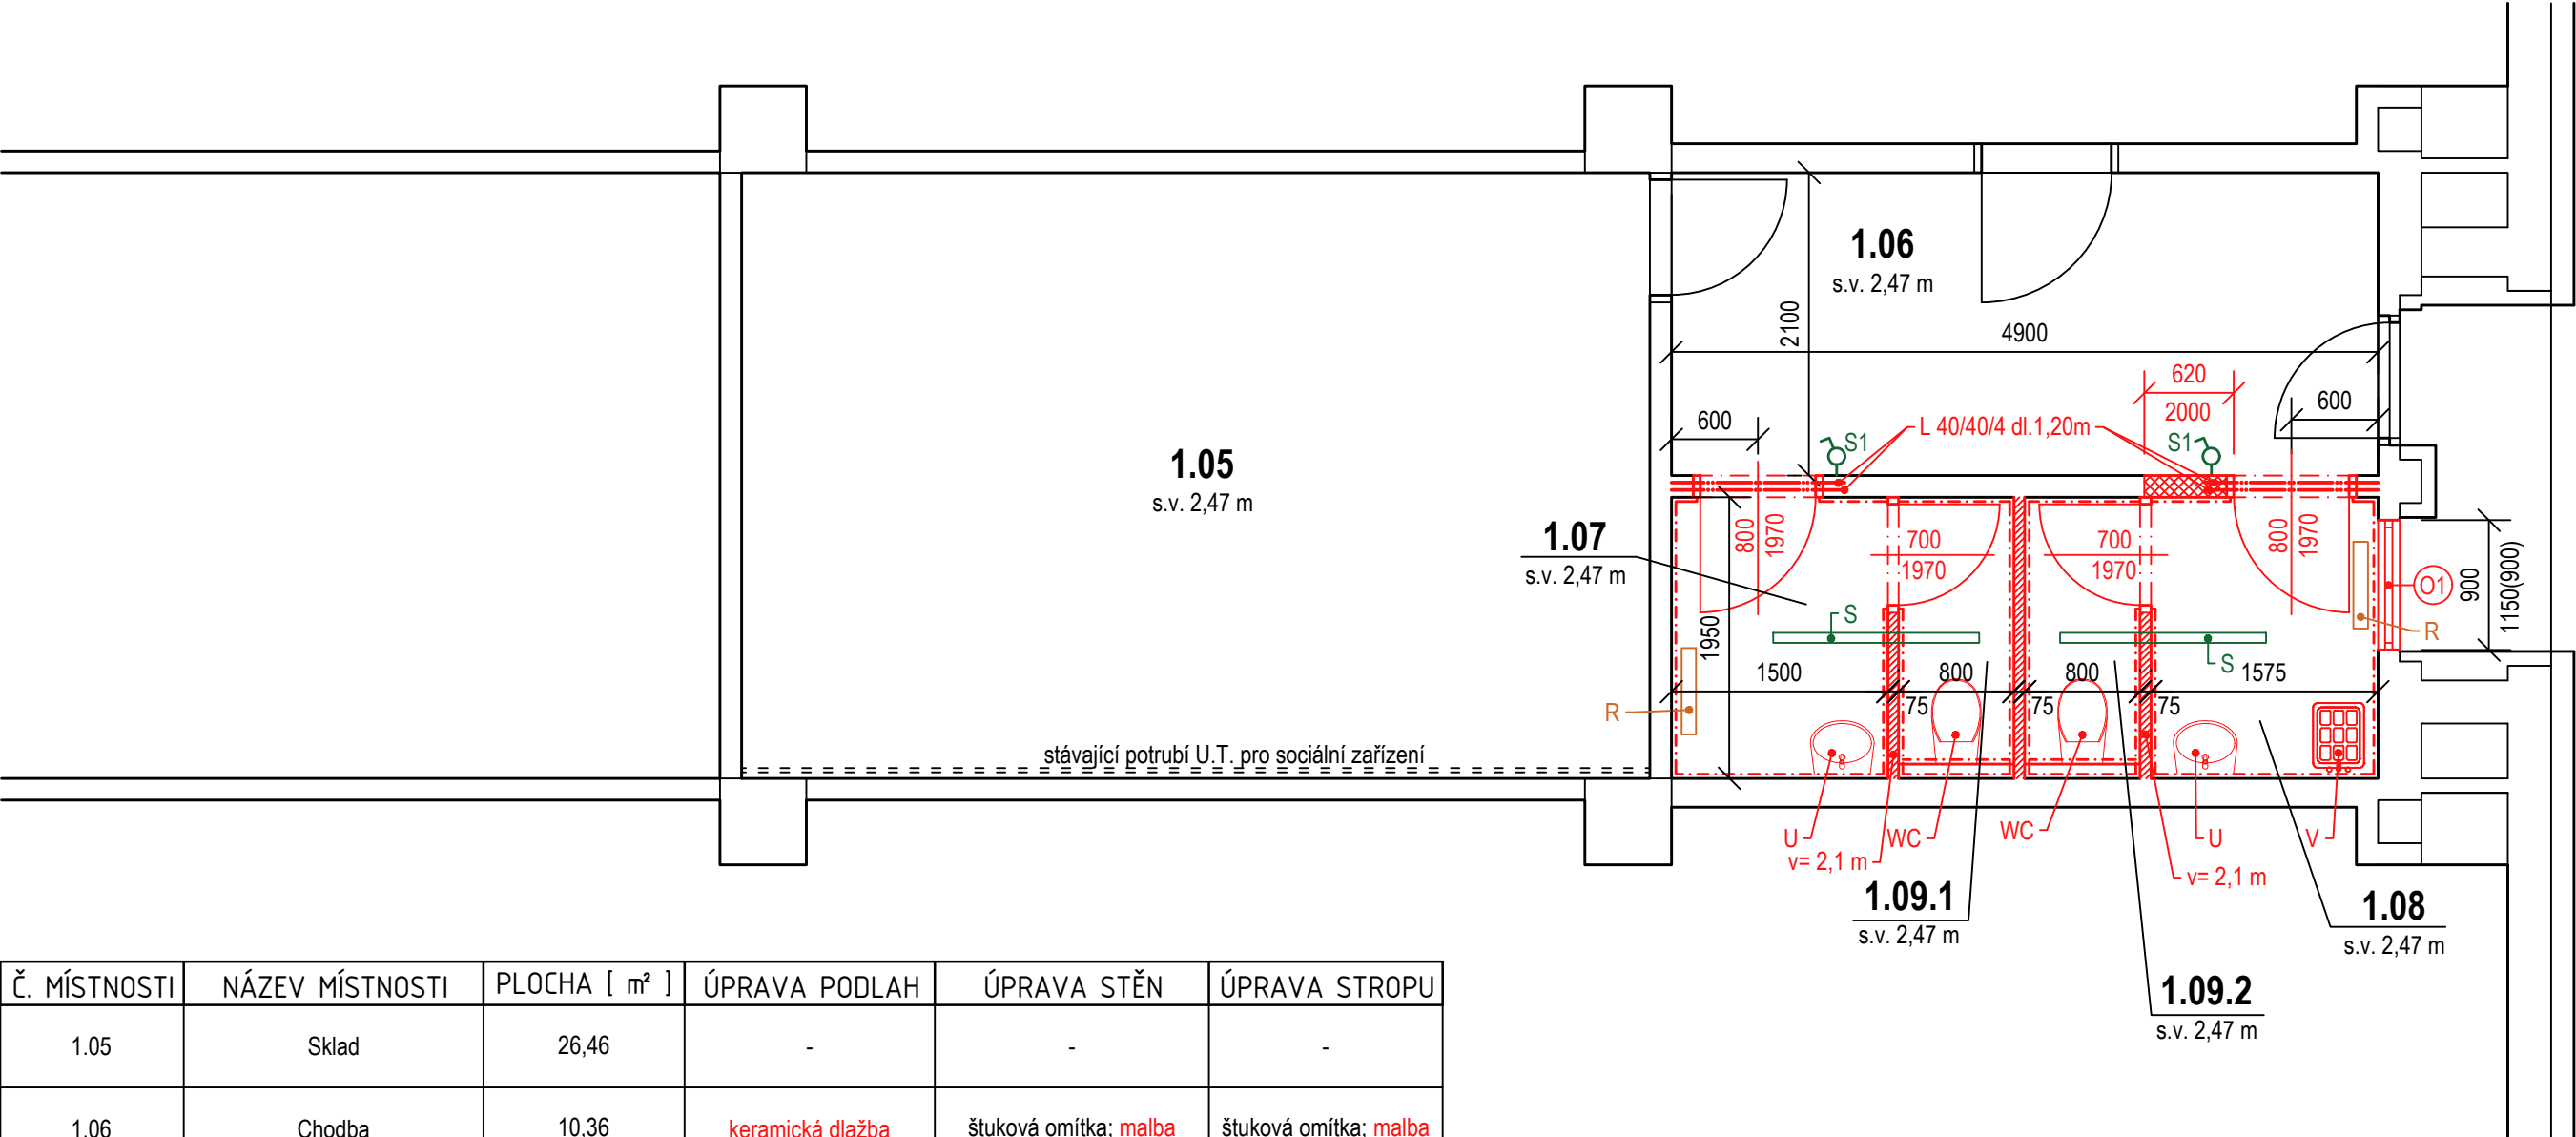 1.06
s.v. 2,47 m
2100
4900
620
2000
600
600
L 40/40/4 dl.1,20m
S1
S1
1.05
s.v. 2,47 m
1.07
s.v. 2,47 m
800
1970
700
1970
700
1970
800
1970
O1
900
1150(900)
R
S
S
1950
1500
800
800
1575
75
75
75
R
stávající potrubí U.T. pro sociální zařízení
U
WC
WC
U
V
v= 2,1 m
v= 2,1 m
1.09.1
s.v. 2,47 m
1.08
s.v. 2,47 m
1.09.2
s.v. 2,47 m
Č. MÍSTNOSTI NÁZEV MÍSTNOSTI PLOCHA [ m² ] ÚPRAVA PODLAH ÚPRAVA STĚN ÚPRAVA STROPU
1.05 Sklad 26,46 - - -
1.06 Chodba 10,36 keramická dlažba štuková omítka; malba štuková omítka; malba